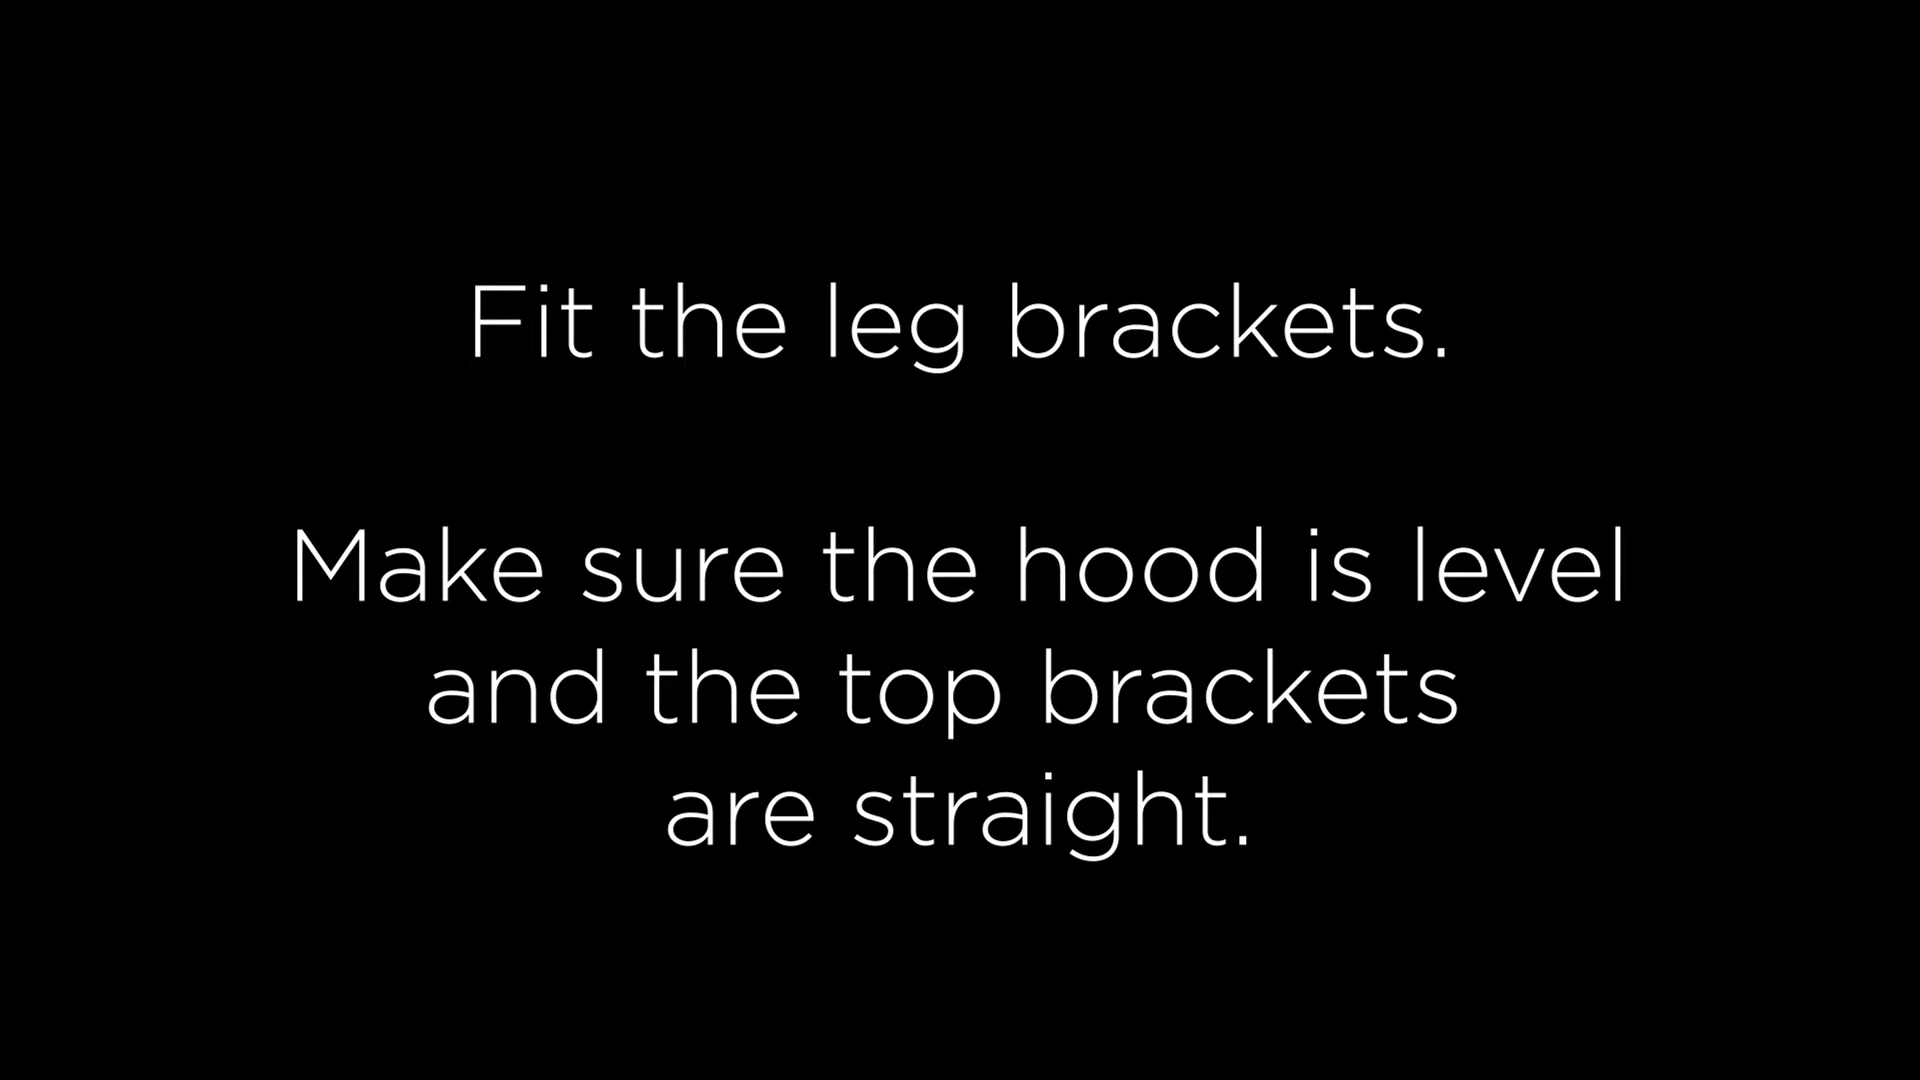 Fit the leg brackets.
Make sure the hood is level
and the top brackets
are straight.